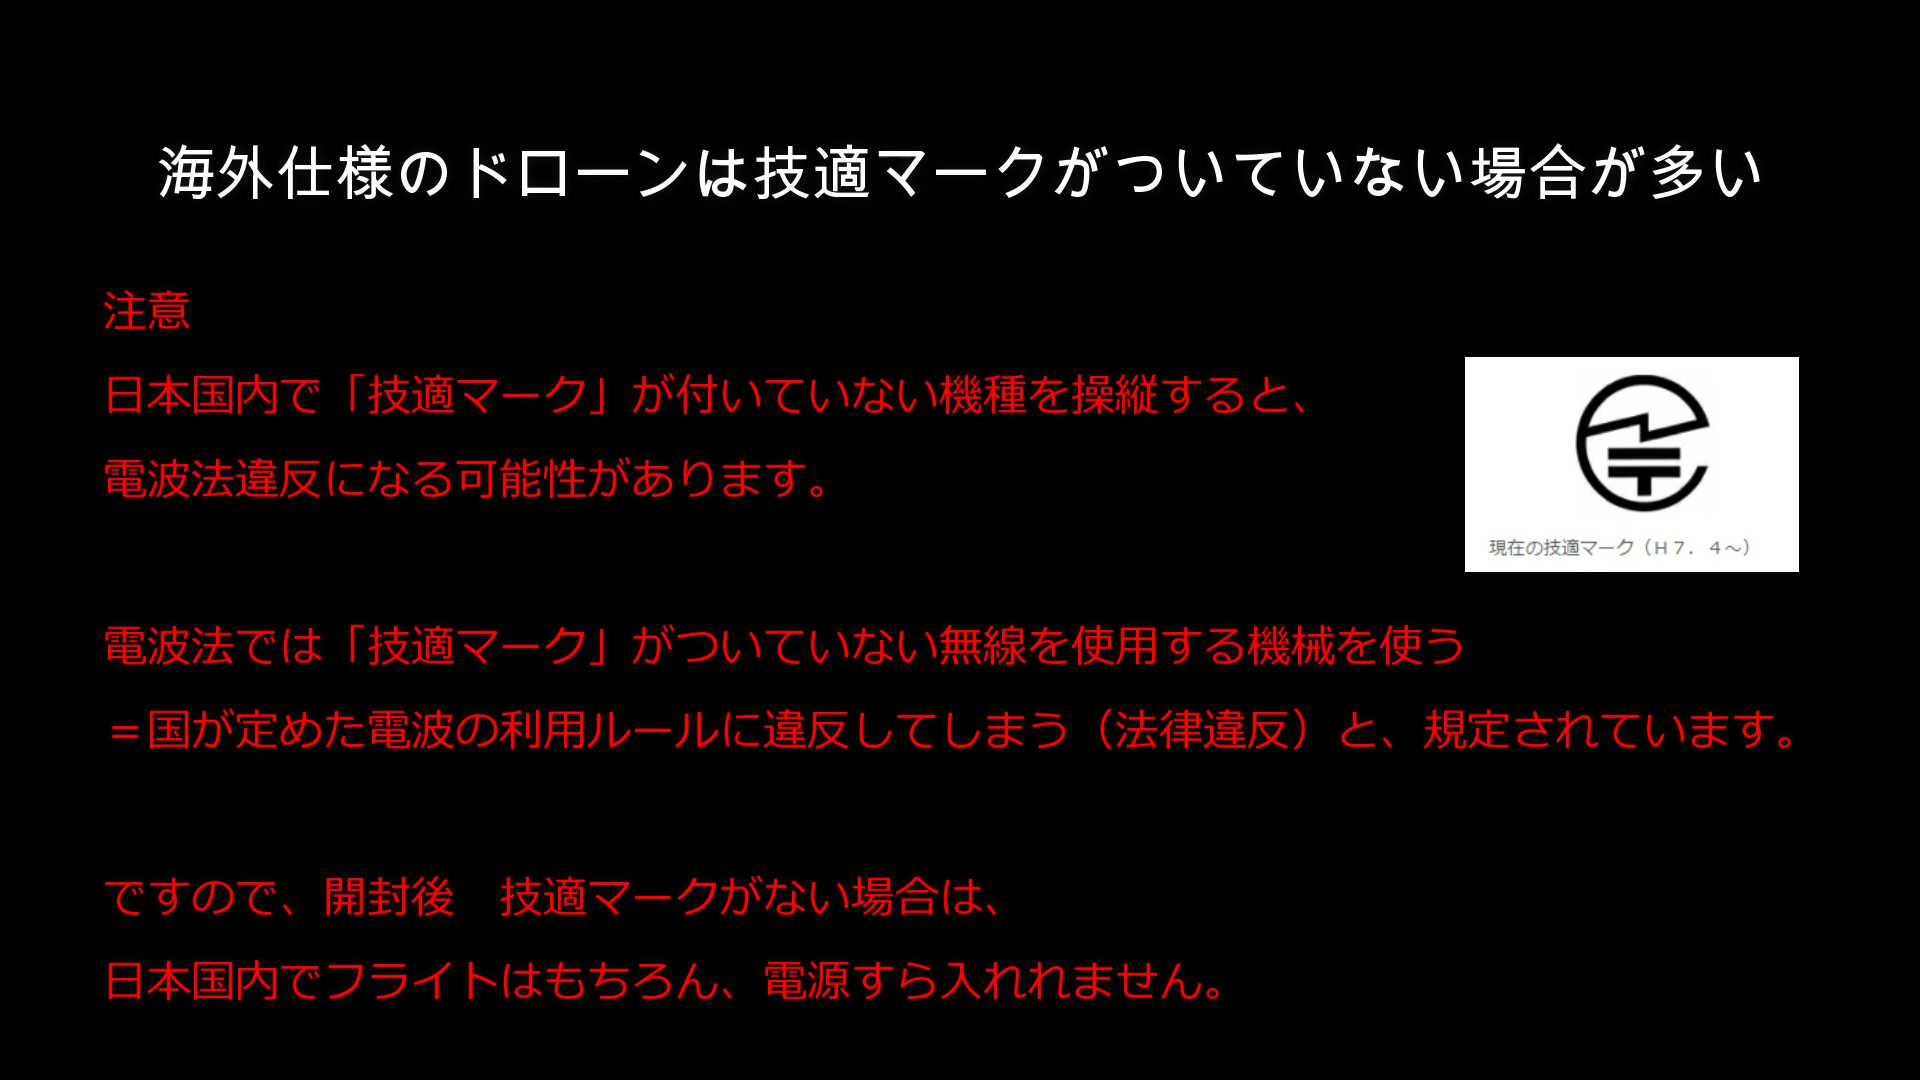 海外仕様のドローンは技適マークがついていない場合が多い
注意
日本国内で「技適マーク」が付いていない機種を操縦すると、
電波法違反になる可能性があります。
現在の技適マーク（Ｈ７．４～）
電波法では「技適マーク」がついていない無線を使用する機械を使う
＝国が定めた電波の利用ルールに違反してしまう（法律違反）と、規定されています。
ですので、開封後　技適マークがない場合は、
日本国内でフライトはもちろん、電源すら入れれません。